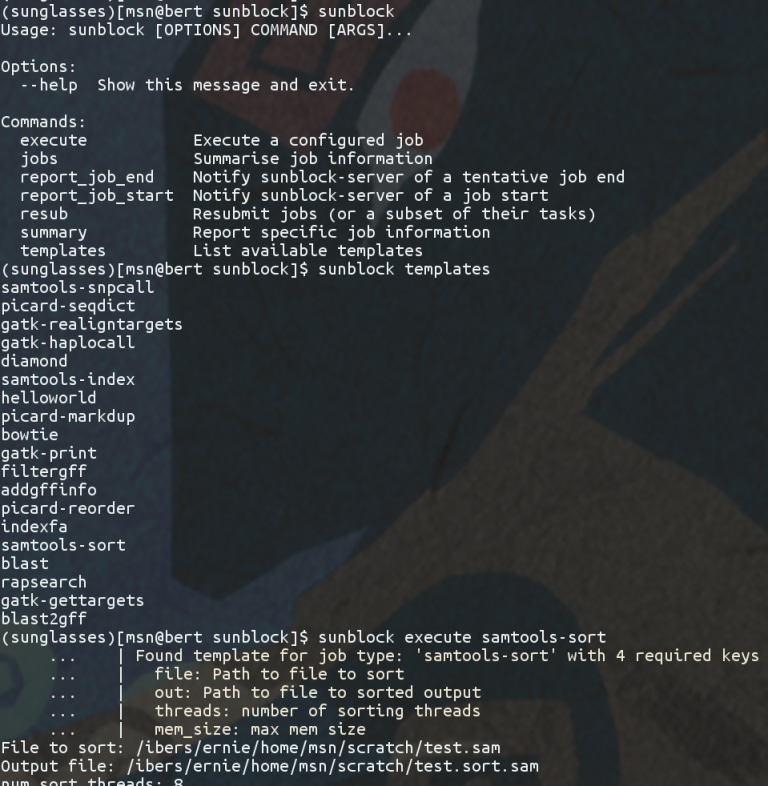 (sunglasses)[msn@bert sunblock]$ sunblock
Usage: sunblock [OPTIONS] COMMAND [ARGS]...
Options:
--help  Show this message and exit.
Commands:
execute           Execute a configured job
jobs              Summarise job information
report_job_end    Notify sunblock-server of a tentative job end
report_job_start  Notify sunblock-server of a job start
resub             Resubmit jobs (or a subset of their tasks)
summary           Report specific job information
templates         List available templates
(sunglasses)[msn@bert sunblock]$ sunblock templates
samtools-snpcall
picard-seqdict
gatk-realigntargets
gatk-haplocall
diamond
samtools-index
helloworld
picard-markdup
bowtie
gatk-print
filtergff
addgffinfo
picard-reorder
indexfa
samtools-sort
blast
rapsearch
gatk-gettargets
blast2gff
(sunglasses)[msn@bert sunblock]$ sunblock execute samtools-sort
...    | Found template for job type: 'samtools-sort' with 4 required keys
...    |   file: Path to file to sort
...    |   out: Path to file to sorted output
...    |   threads: number of sorting threads
...    |   mem_size: max mem size
File to sort: /ibers/ernie/home/msn/scratch/test.sam
Output file: /ibers/ernie/home/msn/scratch/test.sort.sam
num sort threads: 8